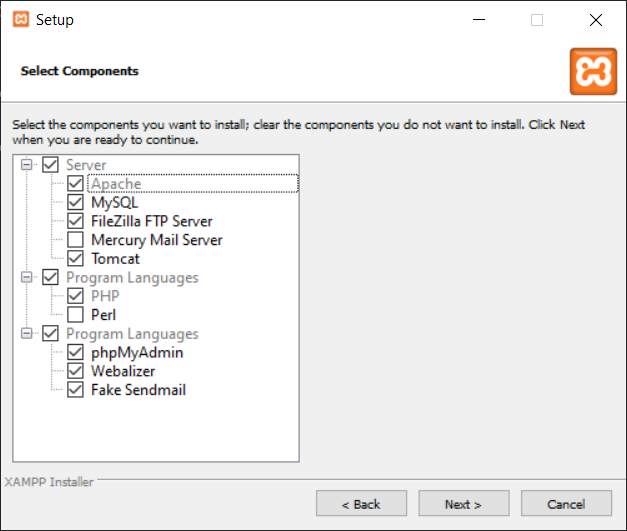 Setup
Select Components
Select the components you want to install; clear the components you do not want to install. Click Next
when you are ready to continue.
Server
Apache
MySQL
FileZilla FTP Server
Mercury Mail Server
Tomcat
Program Languages
PHP
Perl
Program Languages
phpMyAdmin
Webalizer
Fake Sendmail
XAMPP Installer
< Back
Next >
Cancel